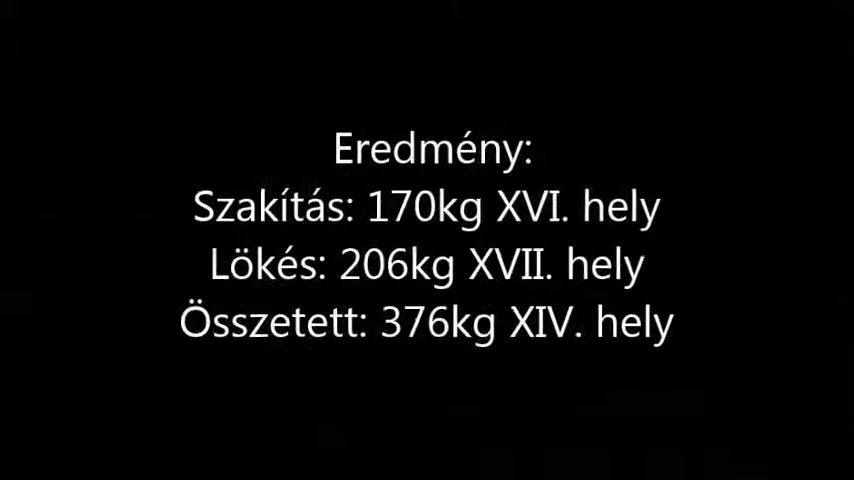 Eredmény:
Szakítás: 170kg XVI. hely
Lökés: 206kg XVII. hely
Összetett: 376kg XIV. hely